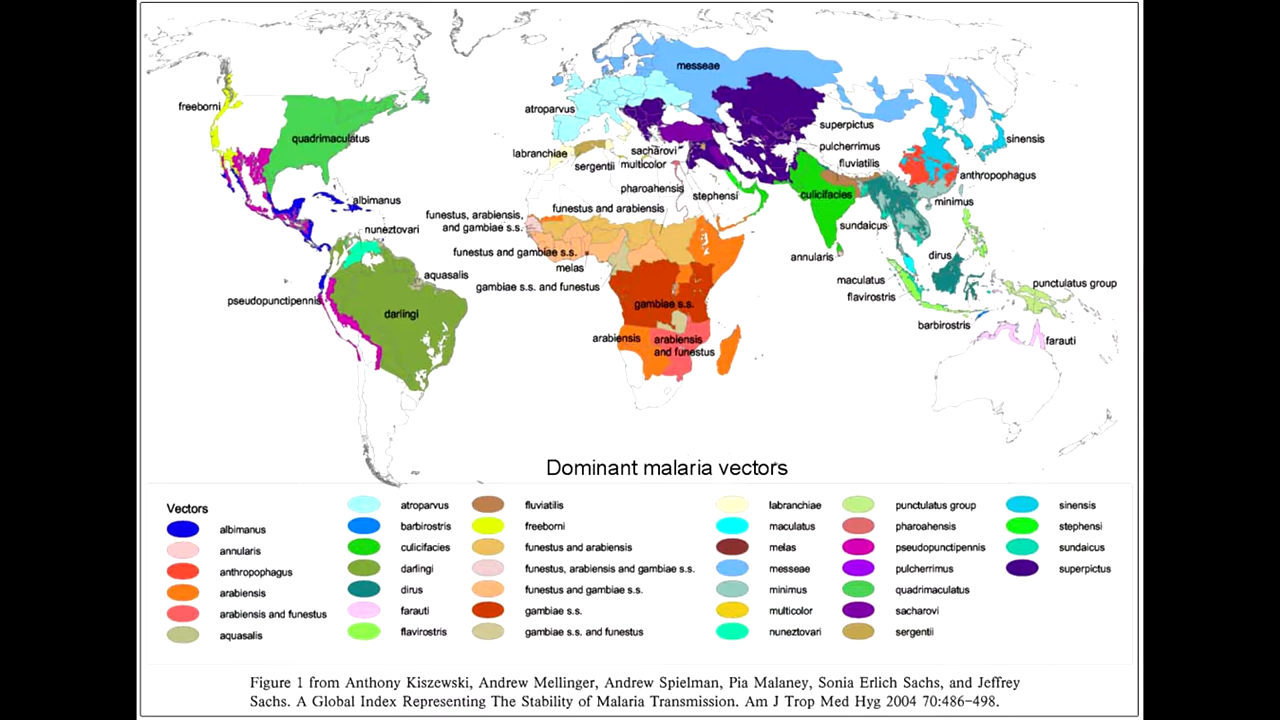 messeae
freeborni
atroparvus
quadrimaculatus
superpictus
sinensis
pulcherrimus
labranchiae
sacharovi
sergentii
multicolor
fluviatilis
anthropophagus
pharoahensis
stephensi
culicifacies
albimanus
minimus
funestus and arabiensis
funestus, arabiensis,
and gambiae s.s.
nuneztovari
sundaicus
funestus and gambiae s.s.
annularis
dirus
melas
aquasalis
maculatus
punctulatus group
gambiae s.s. and funestus
flavirostris
pseudopunctipennis
gambiae s.s.
darlingi
barbirostris
arabiensis
arabiensis
and funestus
farauti
Dominant malaria vectors
Vectors
albimanus
annularis
anthropophagus
arabiensis
arabiensis and funestus
aquasalis
atroparvus
barbirostris
culicifacies
darlingi
dirus
farauti
flavirostris
fluviatilis
freeborni
funestus and arabiensis
funestus, arabiensis and gambiae s.s.
funestus and gambiae s.s.
gambiae s.s.
gambiae s.s. and funestus
labranchiae
maculatus
melas
messeae
minimus
multicolor
nuneztovari
punctulatus group
pharoahensis
pseudopunctipennis
pulcherrimus
quadrimaculatus
sacharovi
sergentii
sinensis
stephensi
sundaicus
superpictus
Figure 1 from Anthony Kiszewski, Andrew Mellinger, Andrew Spielman, Pia Malaney, Sonia Erlich Sachs, and Jeffrey
Sachs. A Global Index Representing The Stability of Malaria Transmission. Am J Trop Med Hyg 2004 70:486–498.